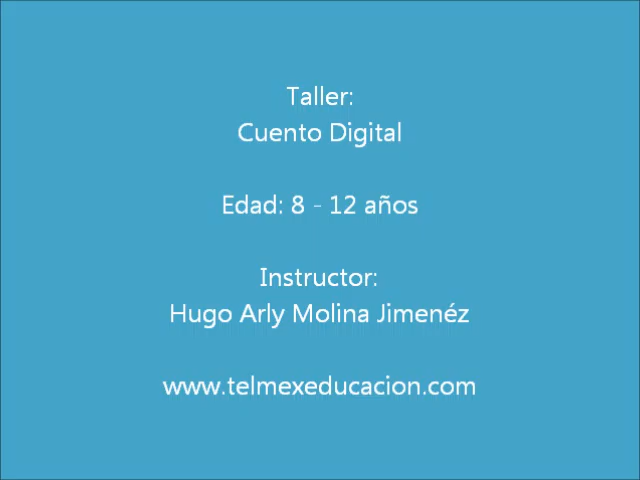 Taller:
Cuento Digital
Edad: 8 - 12 años
Instructor:
Hugo Arly Molina Jimenéz
www.telmexeducacion.com